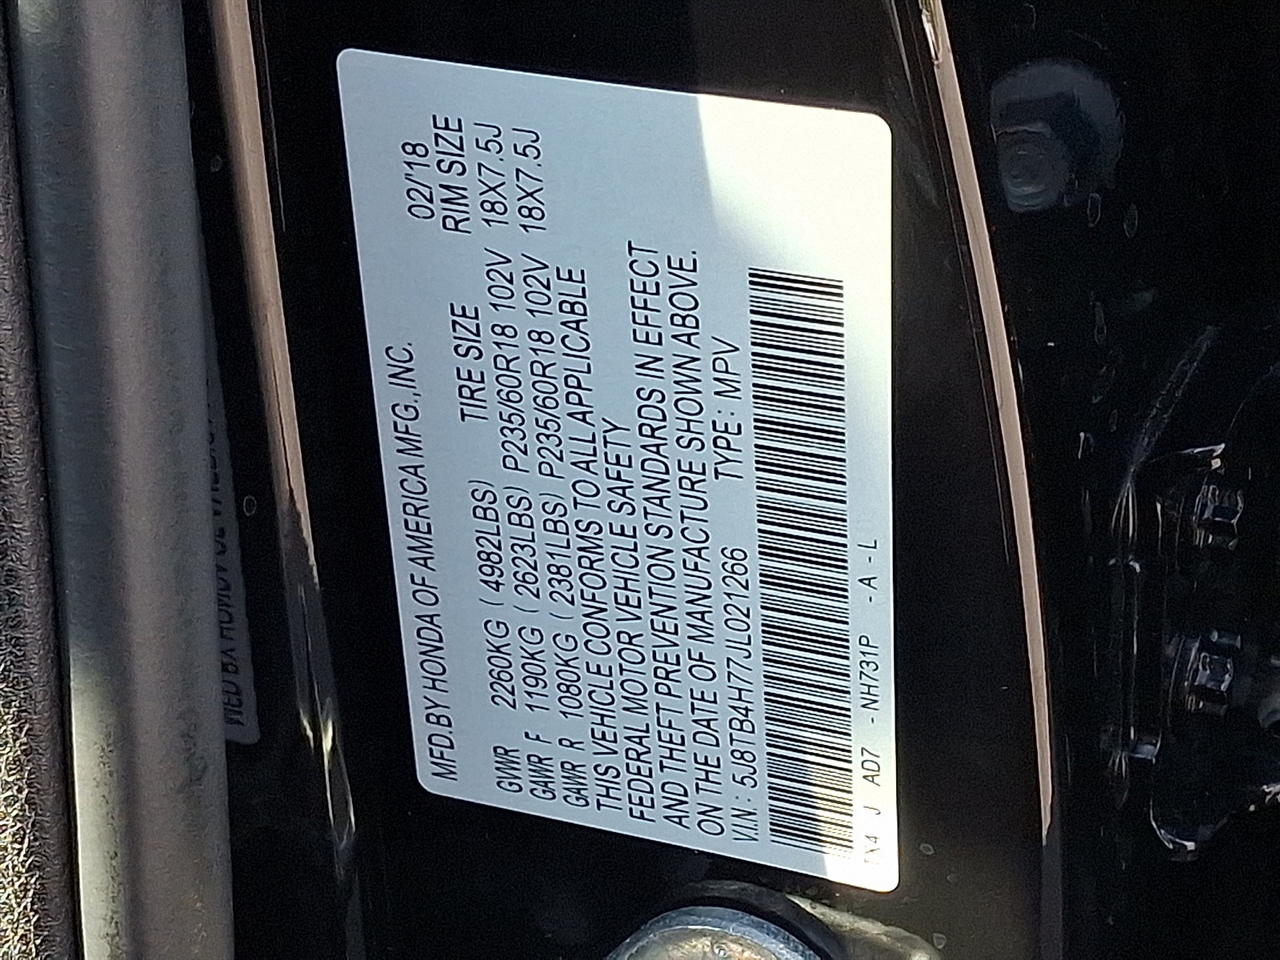 MFD.BY HONDA OF AMERICA MFG.,INC. 02/'18
TIRE SIZE RIM SIZE
GVWR 2260KG ( 4982LBS)
GAWR F 1190KG ( 2623LBS) P235/60R18 102V 18X7.5J
GAWR R 1080KG ( 2381LBS) P235/60R18 102V 18X7.5J
THIS VEHICLE CONFORMS TO ALL APPLICABLE
FEDERAL MOTOR VEHICLE SAFETY
AND THEFT PREVENTION STANDARDS IN EFFECT
ON THE DATE OF MANUFACTURE SHOWN ABOVE.
V.I.N.: 5J8TB4H77JL021266 TYPE: MPV
TX4 J AD7 - NH731P - A - L